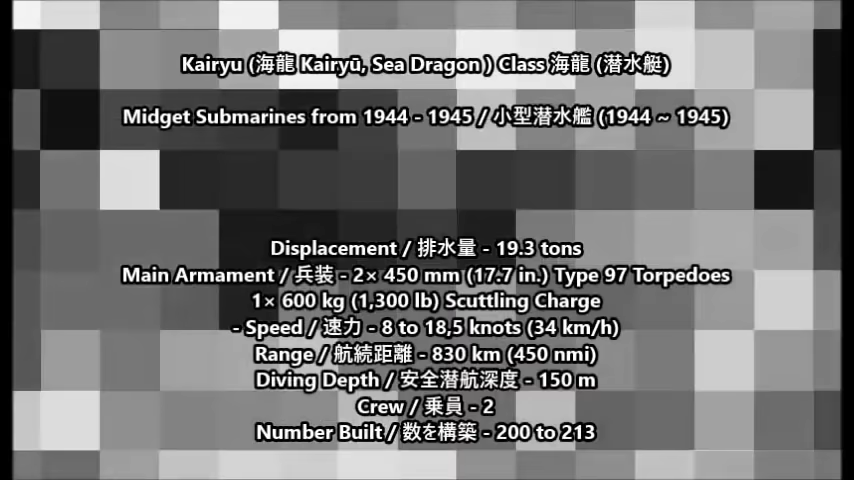 Kairyu (海龍 Kairyū, Sea Dragon ) Class 海龍 (潜水艇)
Midget Submarines from 1944 - 1945 / 小型潜水艦 (1944 ~ 1945)
Displacement / 排水量 - 19.3 tons
Main Armament / 兵装 - 2× 450 mm (17.7 in.) Type 97 Torpedoes
1× 600 kg (1,300 lb) Scuttling Charge
- Speed / 速力 - 8 to 18,5 knots (34 km/h)
Range / 航続距離 - 830 km (450 nmi)
Diving Depth / 安全潜航深度 - 150 m
Crew / 乗員 - 2
Number Built / 数を構築 - 200 to 213